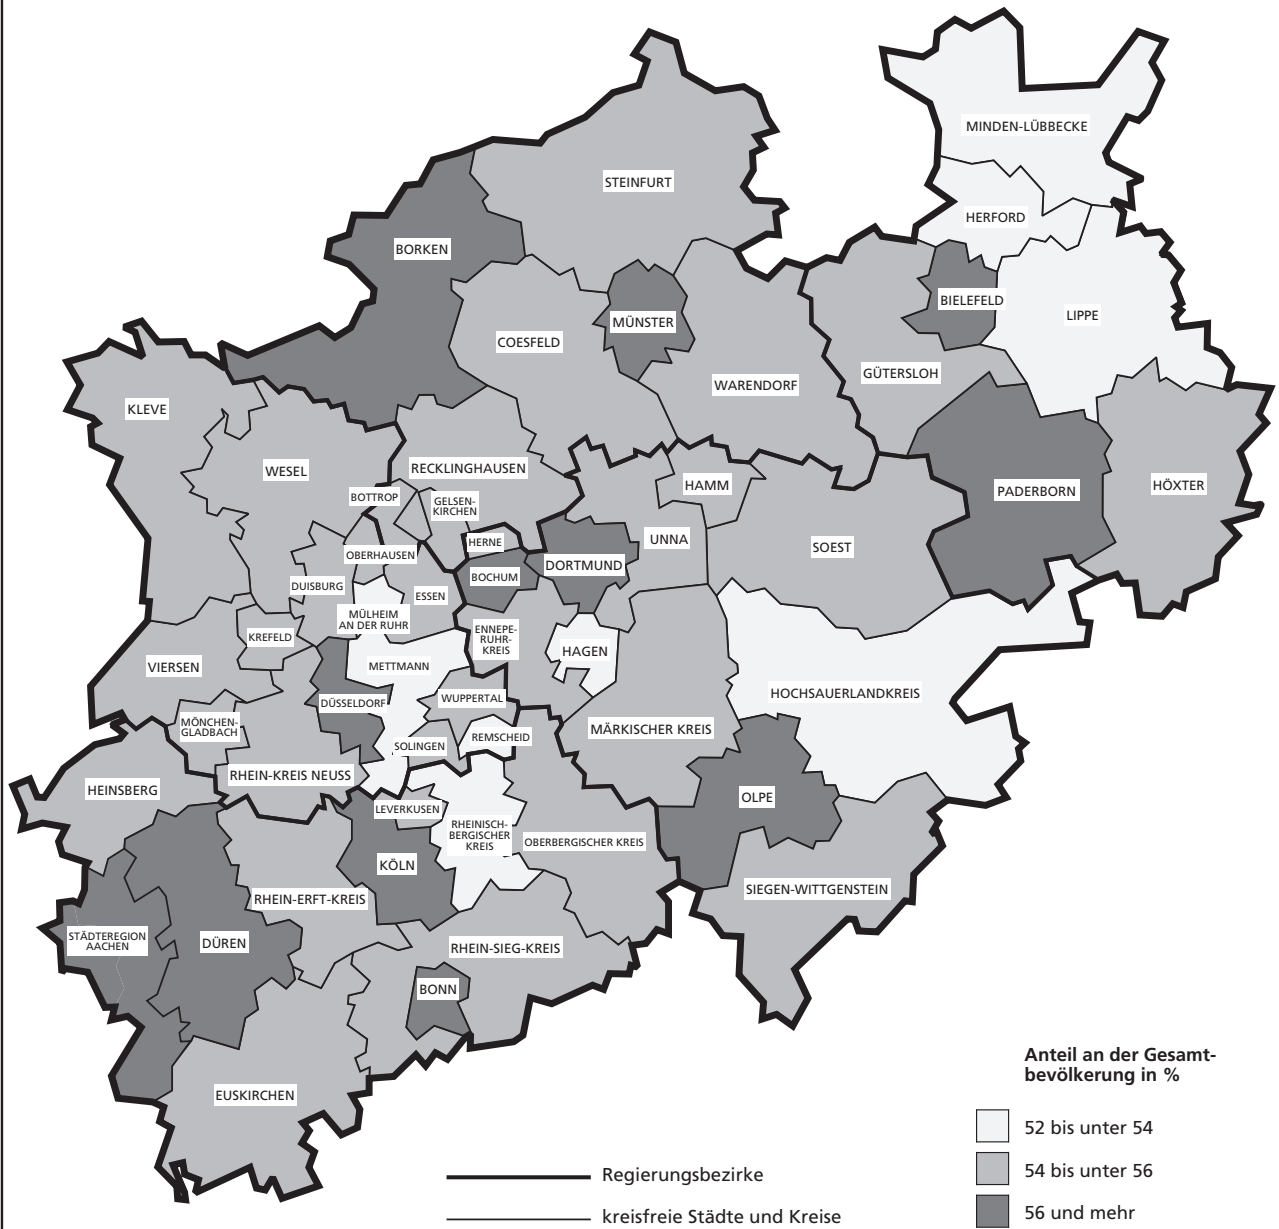 MINDEN-LÜBBECKE
STEINFURT
HERFORD
BORKEN
BIELEFELD
LIPPE
MÜNSTER
COESFELD
GÜTERSLOH
WARENDORF
KLEVE
RECKLINGHAUSEN
WESEL
HAMM
HÖXTER
PADERBORN
BOTTROP
GELSEN-
KIRCHEN
UNNA
HERNE
SOEST
OBERHAUSEN
DORTMUND
BOCHUM
DUISBURG
ESSEN
MÜLHEIM
AN DER RUHR
ENNEPE-
RUHR-
KREIS
KREFELD
HAGEN
VIERSEN
METTMANN
HOCHSAUERLANDKREIS
WUPPERTAL
DÜSSELDORF
MÖNCHEN-
GLADBACH
MÄRKISCHER KREIS
REMSCHEID
SOLINGEN
RHEIN-KREIS NEUSS
HEINSBERG
OLPE
LEVERKUSEN
RHEINISCH-
BERGISCHER
KREIS
OBERBERGISCHER KREIS
KÖLN
SIEGEN-WITTGENSTEIN
RHEIN-ERFT-KREIS
STÄDTEREGION
AACHEN
DÜREN
RHEIN-SIEG-KREIS
BONN
EUSKIRCHEN
Anteil an der Gesamt-
bevölkerung in %
52 bis unter 54
54 bis unter 56
56 und mehr
Regierungsbezirke
kreisfreie Städte und Kreise